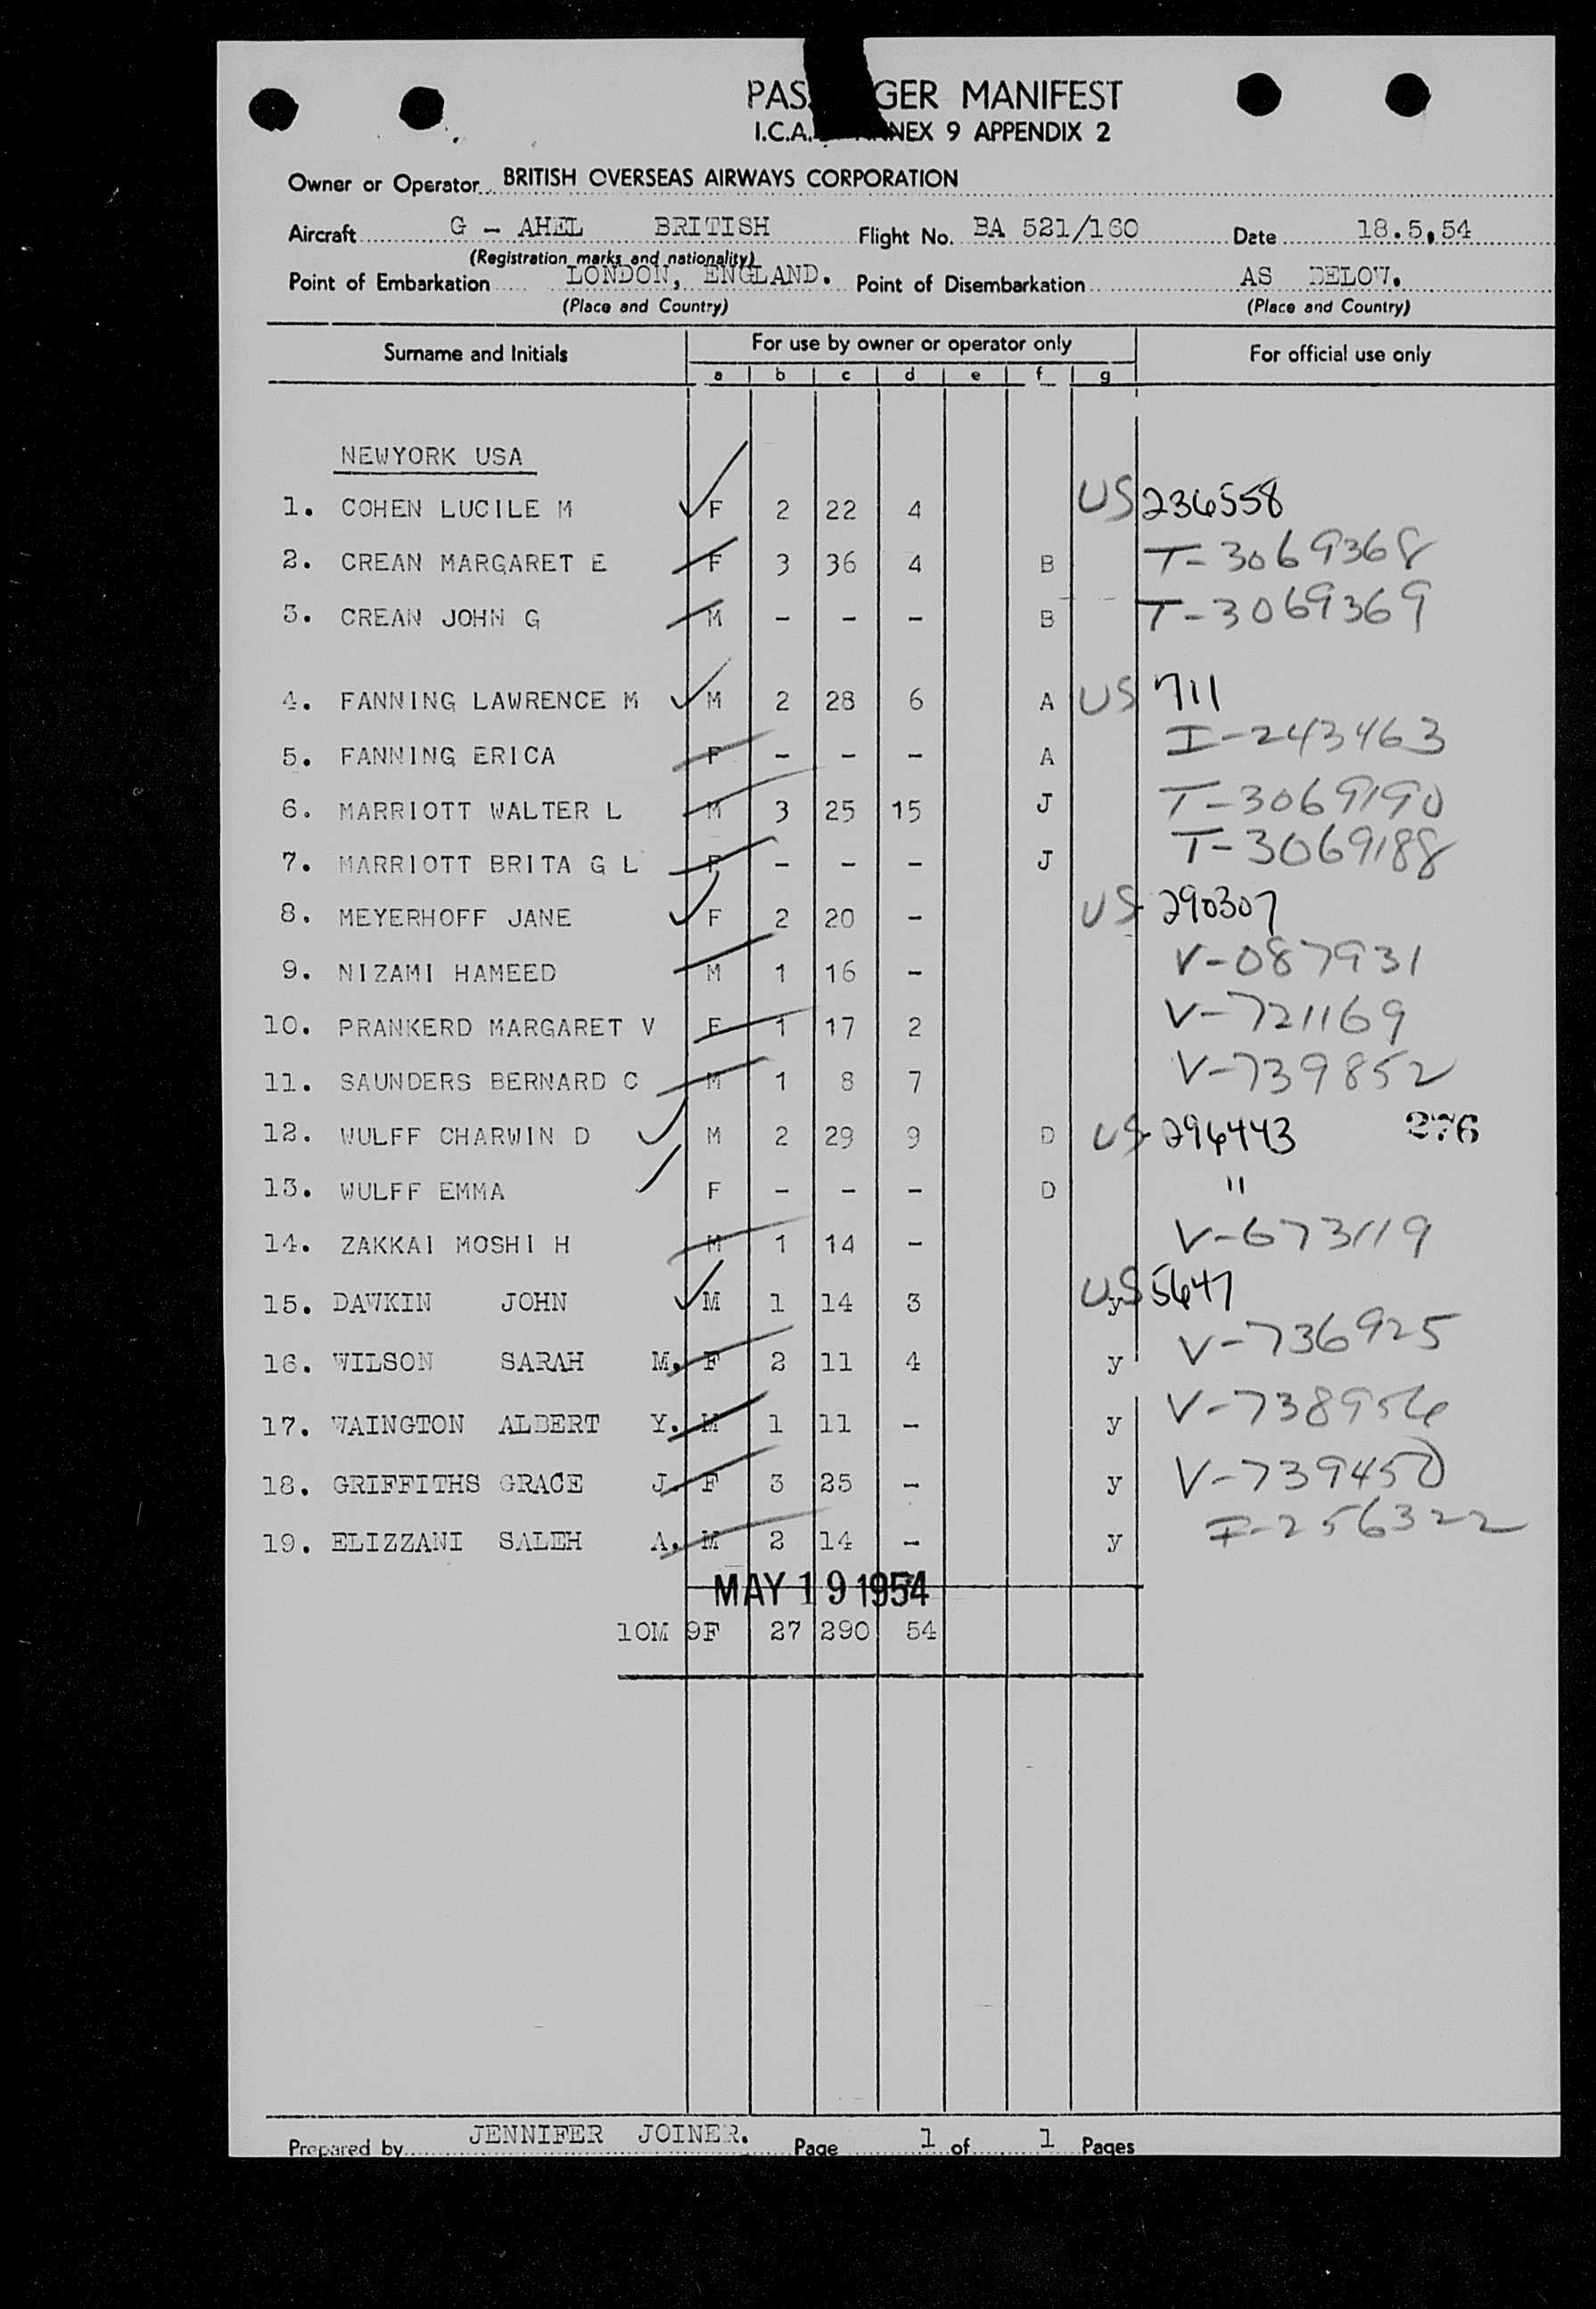 PAS GER MANIFEST
I.C.A. NEX 9 APPENDIX 2
Owner or Operator BRITISH OVERSEAS AIRWAYS CORPORATION
Aircraft G - AHEL BRITISH Flight No. BA 521/160 Date 18.5.54
(Registration marks and nationality)
Point of Embarkation LONDON, ENGLAND. Point of Disembarkation AS BELOW.
(Place and Country) (Place and Country)
Surname and Initials For use by owner or operator only For official use only
a b c d e f g
NEWYORK USA
1. COHEN LUCILE M F 2 22 4 US 236558
2. CREAN MARGARET E F 3 36 4 B T-3069368
3. CREAN JOHN G M - - - B T-3069369
4. FANNING LAWRENCE M M 2 28 6 A US 711
5. FANNING ERICA F - - - A I-243463
6. MARRIOTT WALTER L M 3 25 15 J T-3069190
7. MARRIOTT BRITA G L F - - - J T-3069188
8. MEYERHOFF JANE F 2 20 - US 290307
9. NIZAMI HAMEED M 1 16 - V-087931
10. PRANKERD MARGARET V F 1 17 2 V-721169
11. SAUNDERS BERNARD C M 1 8 7 V-739852
12. WULFF CHARWIN D M 2 29 9 D US 296443 276
13. WULFF EMMA F - - - D "
14. ZAKKAI MOSHI H M 1 14 - V-673119
15. DAWKIN JOHN M 1 14 3 y US 5647
16. WILSON SARAH M. F 2 11 4 y V-736925
17. WAINGTON ALBERT Y. M 1 11 - y V-738956
18. GRIFFITHS GRACE J. F 3 25 - y V-739450
19. ELIZZANI SALEH A. M 2 14 - y I-256322
MAY 19 1954
10M 9F 27 290 54
Prepared by JENNIFER JOINER. Page 1 of 1 Pages